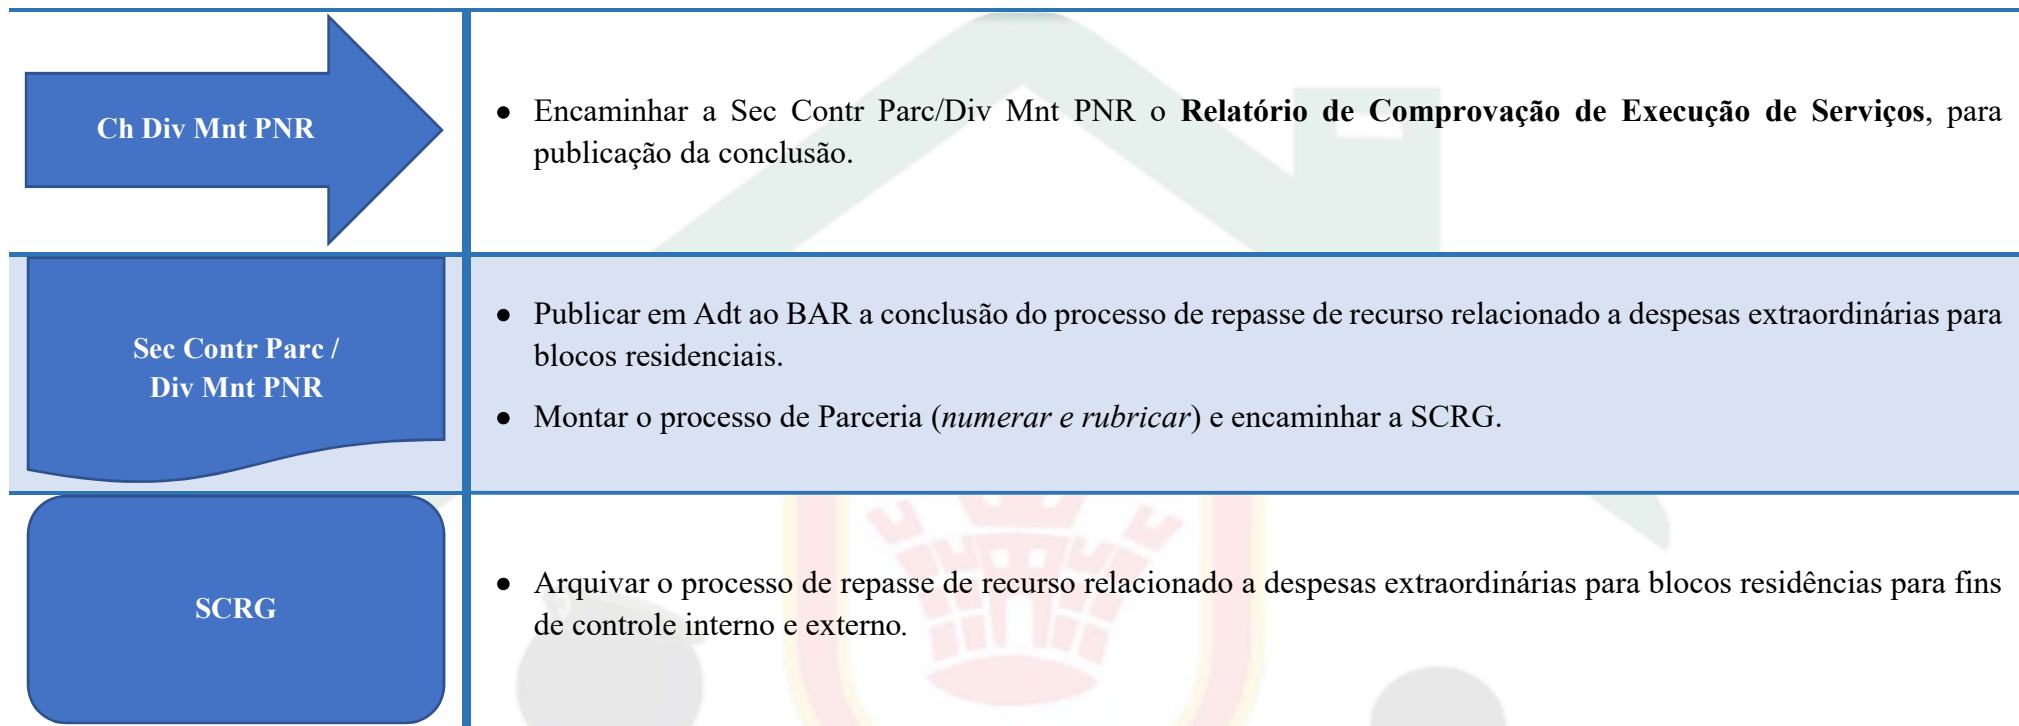 Ch Div Mnt PNR
• Encaminhar a Sec Contr Parc/Div Mnt PNR o Relatório de Comprovação de Execução de Serviços, para
publicação da conclusão.
Sec Contr Parc /
Div Mnt PNR
• Publicar em Adt ao BAR a conclusão do processo de repasse de recurso relacionado a despesas extraordinárias para
blocos residenciais.
• Montar o processo de Parceria (numerar e rubricar) e encaminhar a SCRG.
SCRG
• Arquivar o processo de repasse de recurso relacionado a despesas extraordinárias para blocos residências para fins
de controle interno e externo.